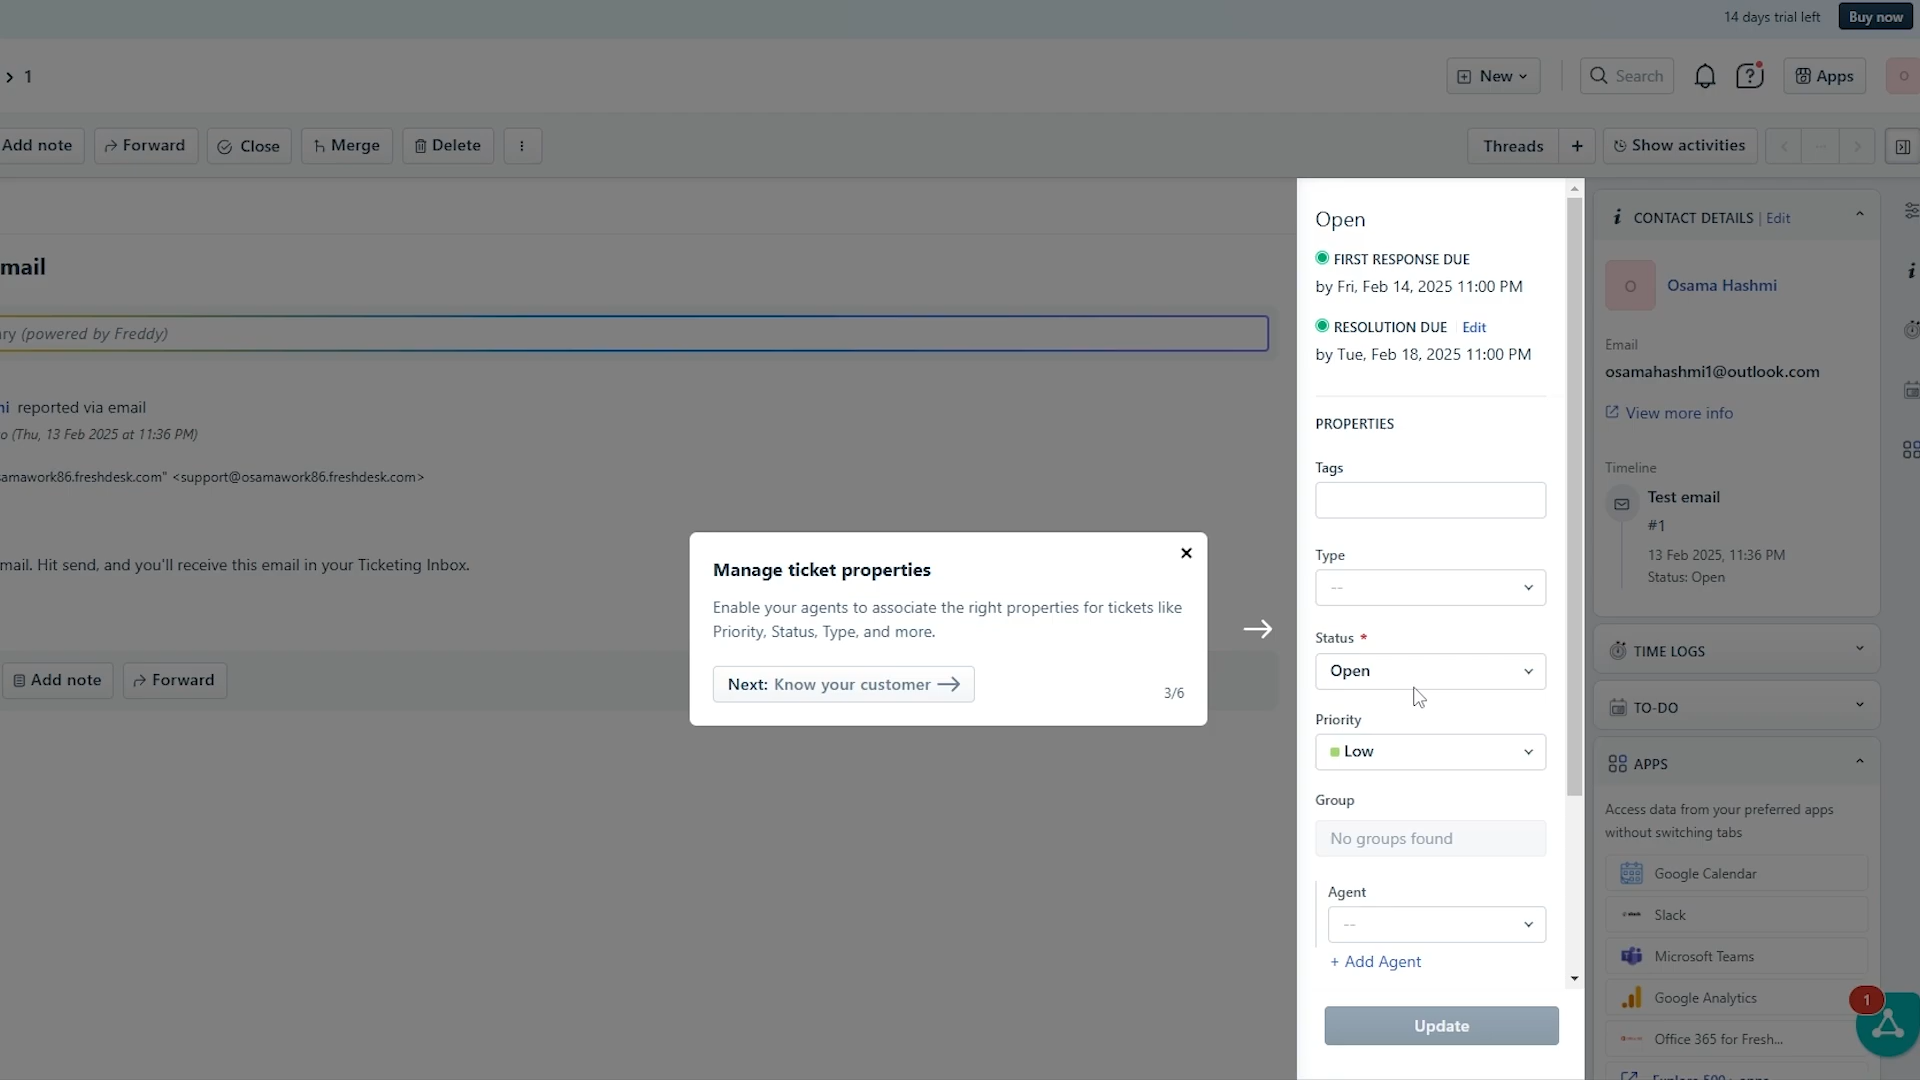 14 days trial left
Buy now
1
New
Search
Apps
O
Add note
Forward
Close
Merge
Delete
Threads
+
Show activities
mail
ry (powered by Freddy)
ni reported via email
o (Thu, 13 Feb 2025 at 11:36 PM)
amawork86.freshdesk.com" <support@osamawork86.freshdesk.com>
mail. Hit send, and you'll receive this email in your Ticketing Inbox.
Add note
Forward
Manage ticket properties
Enable your agents to associate the right properties for tickets like
Priority, Status, Type, and more.
Next: Know your customer
3/6
Open
FIRST RESPONSE DUE
by Fri, Feb 14, 2025 11:00 PM
RESOLUTION DUE Edit
by Tue, Feb 18, 2025 11:00 PM
PROPERTIES
Tags
Type
--
Status *
Open
Priority
Low
Group
No groups found
Agent
--
+ Add Agent
Update
CONTACT DETAILS | Edit
O
Osama Hashmi
Email
osamahashmi1@outlook.com
View more info
Timeline
Test email
#1
13 Feb 2025, 11:36 PM
Status: Open
TIME LOGS
TO-DO
APPS
Access data from your preferred apps
without switching tabs
Google Calendar
Slack
Microsoft Teams
Google Analytics
Office 365 for Fresh...
1